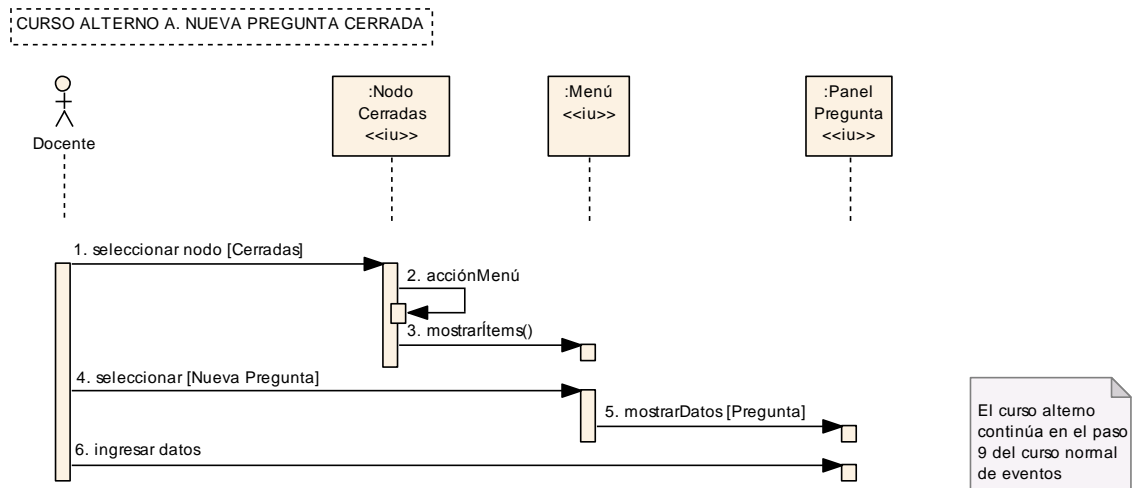 CURSO ALTERNO A. NUEVA PREGUNTA CERRADA
Docente
:Nodo
Cerradas
<<iu>>
:Menú
<<iu>>
:Panel
Pregunta
<<iu>>
1. seleccionar nodo [Cerradas]
2. acciónMenú
3. mostrarÍtems()
4. seleccionar [Nueva Pregunta]
5. mostrarDatos [Pregunta]
6. ingresar datos
El curso alterno
continúa en el paso
9 del curso normal
de eventos